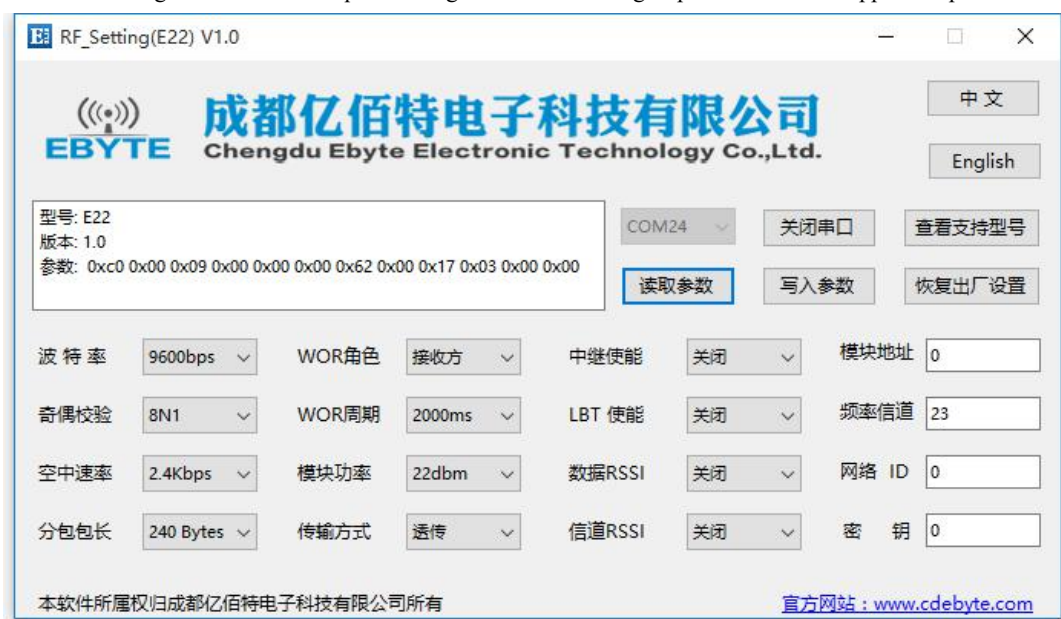 RF_Setting(E22) V1.0
中文
EBYTE
成都亿佰特电子科技有限公司
Chengdu Ebyte Electronic Technology Co.,Ltd.
English
型号: E22
版本: 1.0
参数: 0xc0 0x00 0x09 0x00 0x00 0x00 0x62 0x00 0x17 0x03 0x00 0x00
COM24 关闭串口 查看支持型号
读取参数 写入参数 恢复出厂设置
波特率 9600bps WOR角色 接收方 中继使能 关闭 模块地址 0
奇偶校验 8N1 WOR周期 2000ms LBT 使能 关闭 频率信道 23
空中速率 2.4Kbps 模块功率 22dbm 数据RSSI 关闭 网络 ID 0
分包包长 240 Bytes 传输方式 透传 信道RSSI 关闭 密 钥 0
本软件所属权归成都亿佰特电子科技有限公司所有 官方网站：www.cdebyte.com